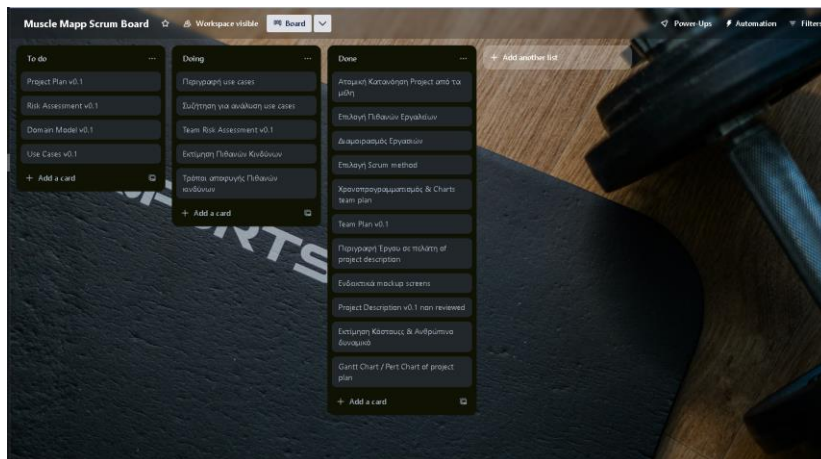 Muscle Mapp Scrum Board
Workspace visible
Board
Power-Ups
Automation
Filters
To do
Project Plan v0.1
Risk Assessment v0.1
Domain Model v0.1
Use Cases v0.1
+ Add a card
Doing
Περιγραφή use cases
Συζήτηση για ανάλυση use cases
Team Risk Assessment v0.1
Εκτίμηση Πιθανών Κινδύνων
Τρόποι αποφυγής Πιθανών
κινδύνων
+ Add a card
Done
Ατομική Κατανόηση Project από τα
μέλη
Επιλογή Πιθανών Εργαλείων
Διαμοιρασμός Εργασιών
Επιλογή Scrum method
Χρονοπρογραμματισμός & Charts
team plan
Team Plan v0.1
Περιγραφή Έργου σε πελάτη of
project description
Ενδεικτικά mockup screens
Project Description v0.1 non reviewed
Εκτίμηση Κόστους & Ανθρώπινο
δυναμικό
Gantt Chart / Pert Chart of project
plan
+ Add a card
+ Add another list
PORTS